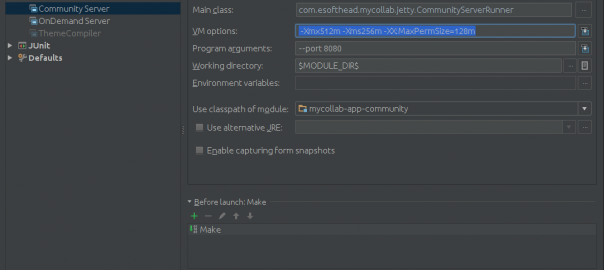 Community Server
OnDemand Server
ThemeCompiler
JUnit
Defaults
Main class: com.esofthead.mycollab.jetty.CommunityServerRunner
VM options: -Xmx512m -Xms256m -XX:MaxPermSize=128m
Program arguments: --port 8080
Working directory: $MODULE_DIR$
Environment variables:
Use classpath of module: mycollab-app-community
Use alternative JRE:
Enable capturing form snapshots
Before launch: Make
Make